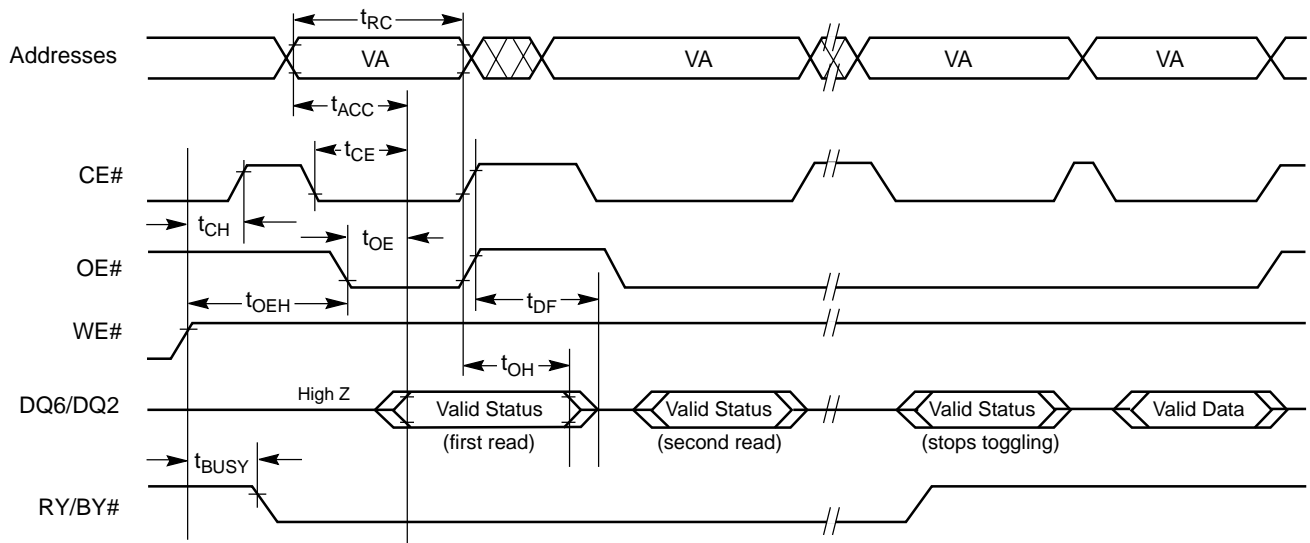 tRC
Addresses VA VA VA VA
tACC
tCE
CE#
tCH tOE
OE#
tOEH tDF
WE#
tOH
High Z
DQ6/DQ2 Valid Status Valid Status Valid Status Valid Data
(first read) (second read) (stops toggling)
tBUSY
RY/BY#